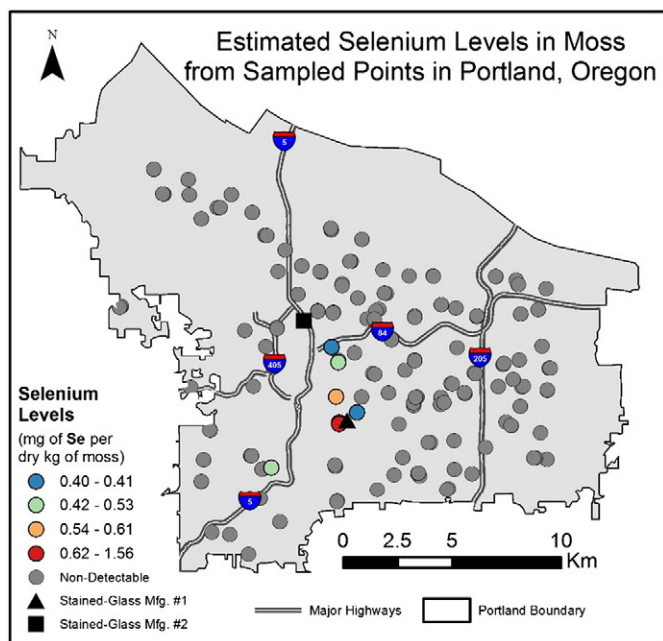 N
Estimated Selenium Levels in Moss
from Sampled Points in Portland, Oregon
5
84
405
205
5
Selenium
Levels
(mg of Se per
dry kg of moss)
0.40 - 0.41
0.42 - 0.53
0.54 - 0.61
0.62 - 1.56
Non-Detectable
Stained-Glass Mfg. #1
Stained-Glass Mfg. #2
0 2.5 5 10
Km
Major Highways
Portland Boundary